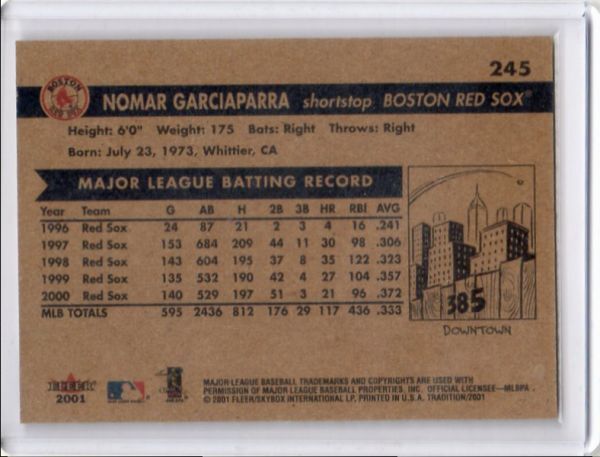 245
BOSTON
RED SOX
NOMAR GARCIAPARRA shortstop BOSTON RED SOX®
Height: 6'0" Weight: 175 Bats: Right Throws: Right
Born: July 23, 1973, Whittier, CA
MAJOR LEAGUE BATTING RECORD
Year Team G AB H 2B 3B HR RBI AVG
1996 Red Sox 24 87 21 2 3 4 16 .241
1997 Red Sox 153 684 209 44 11 30 98 .306
1998 Red Sox 143 604 195 37 8 35 122 .323
1999 Red Sox 135 532 190 42 4 27 104 .357
2000 Red Sox 140 529 197 51 3 21 96 .372
MLB TOTALS 595 2436 812 176 29 117 436 .333
385
DOWNTOWN
FLEER
2001
MAJOR LEAGUE BASEBALL TRADEMARKS AND COPYRIGHTS ARE USED WITH
PERMISSION OF MAJOR LEAGUE BASEBALL PROPERTIES, INC. OFFICIAL LICENSEE—MLBPA
© 2001 FLEER/SKYBOX INTERNATIONAL LP. PRINTED IN U.S.A. TRADITION/2001